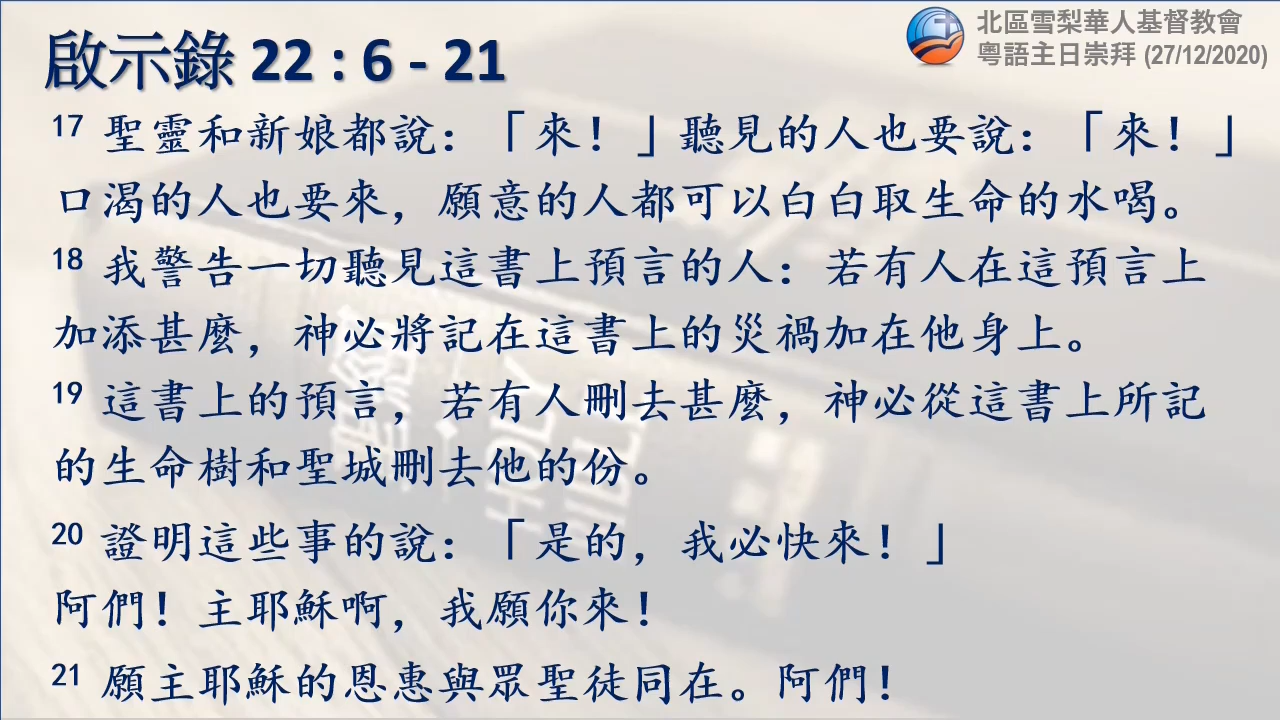 啟示錄 22 : 6 - 21
北區雪梨華人基督教會
粵語主日崇拜 (27/12/2020)
17 聖靈和新娘都說：「來！」聽見的人也要說：「來！」
口渴的人也要來，願意的人都可以白白取生命的水喝。
18 我警告一切聽見這書上預言的人：若有人在這預言上
加添甚麼，神必將記在這書上的災禍加在他身上。
19 這書上的預言，若有人刪去甚麼，神必從這書上所記
的生命樹和聖城刪去他的份。
20 證明這些事的說：「是的，我必快來！」
阿們！主耶穌啊，我願你來！
21 願主耶穌的恩惠與眾聖徒同在。阿們！
聖經
HOLY